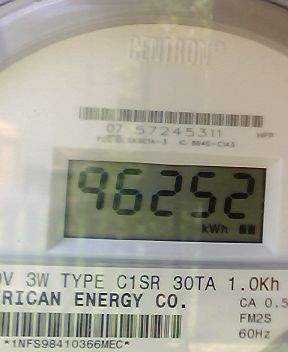 CENTRON
07 57245311
96252
kWh
0V 3W TYPE C1SR 30TA 1.0Kh
RICAN ENERGY CO.
CA 0.5
FM2S
60Hz
*1NFS98410366MEC*